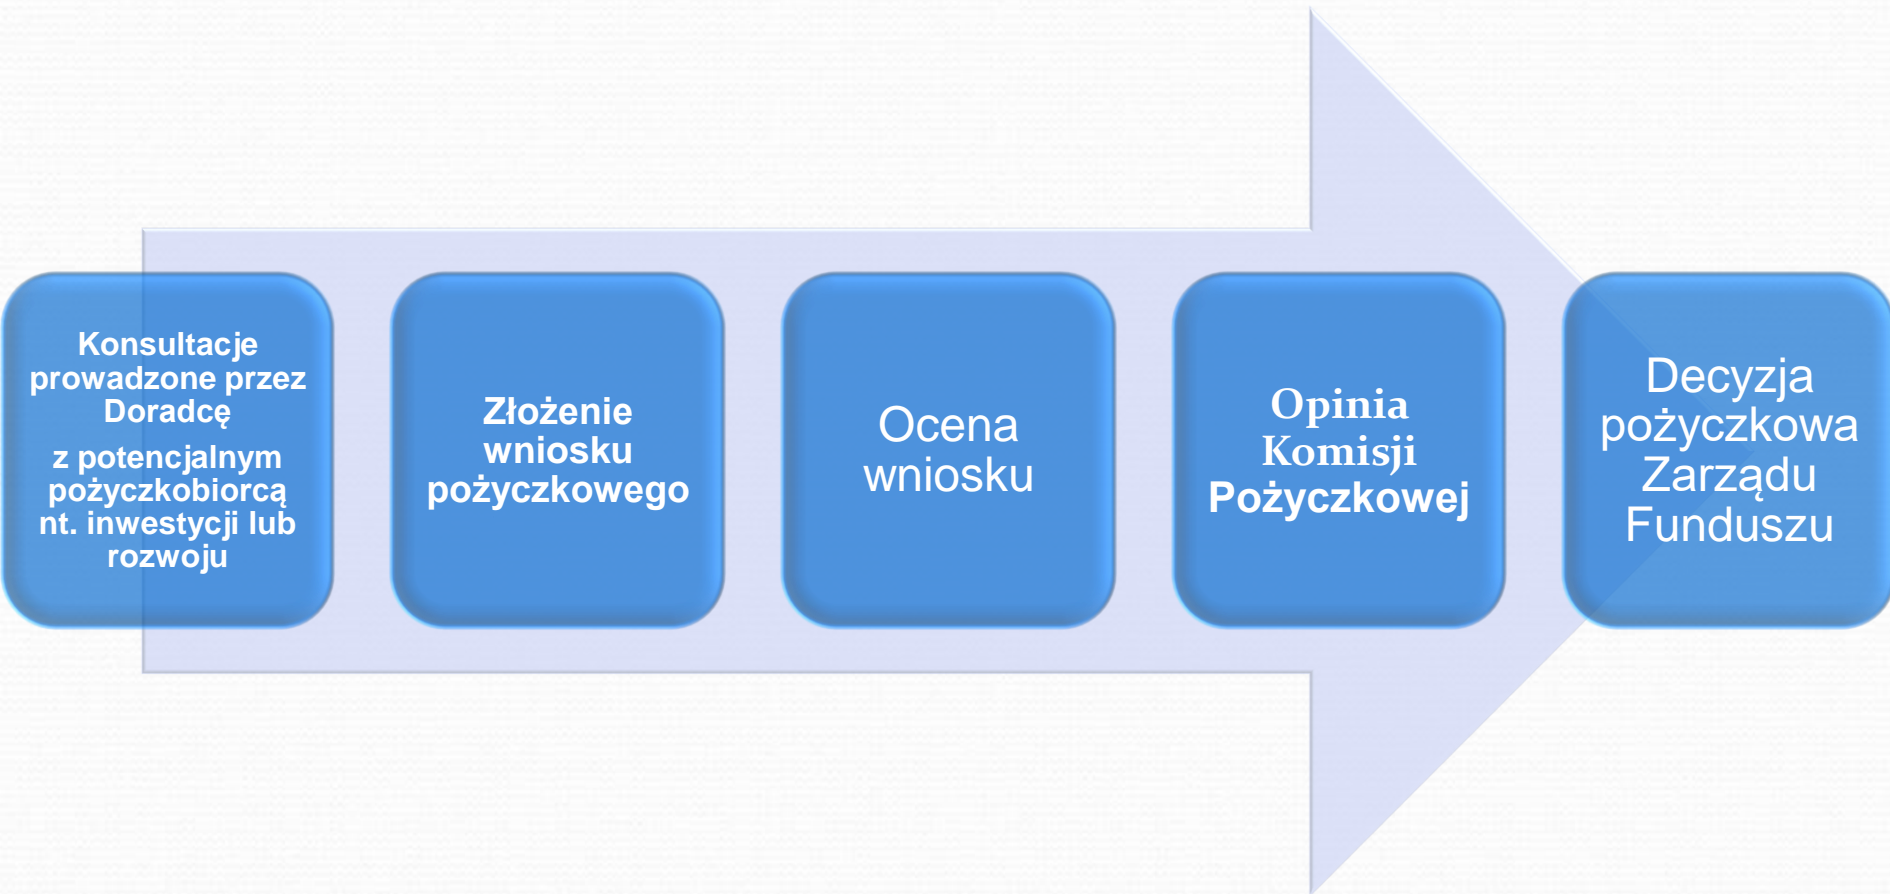 Konsultacje
prowadzone przez
Doradcę
z potencjalnym
pożyczkobiorcą
nt. inwestycji lub
rozwoju
Złożenie
wniosku
pożyczkowego
Ocena
wniosku
Opinia
Komisji
Pożyczkowej
Decyzja
pożyczkowa
Zarządu
Funduszu